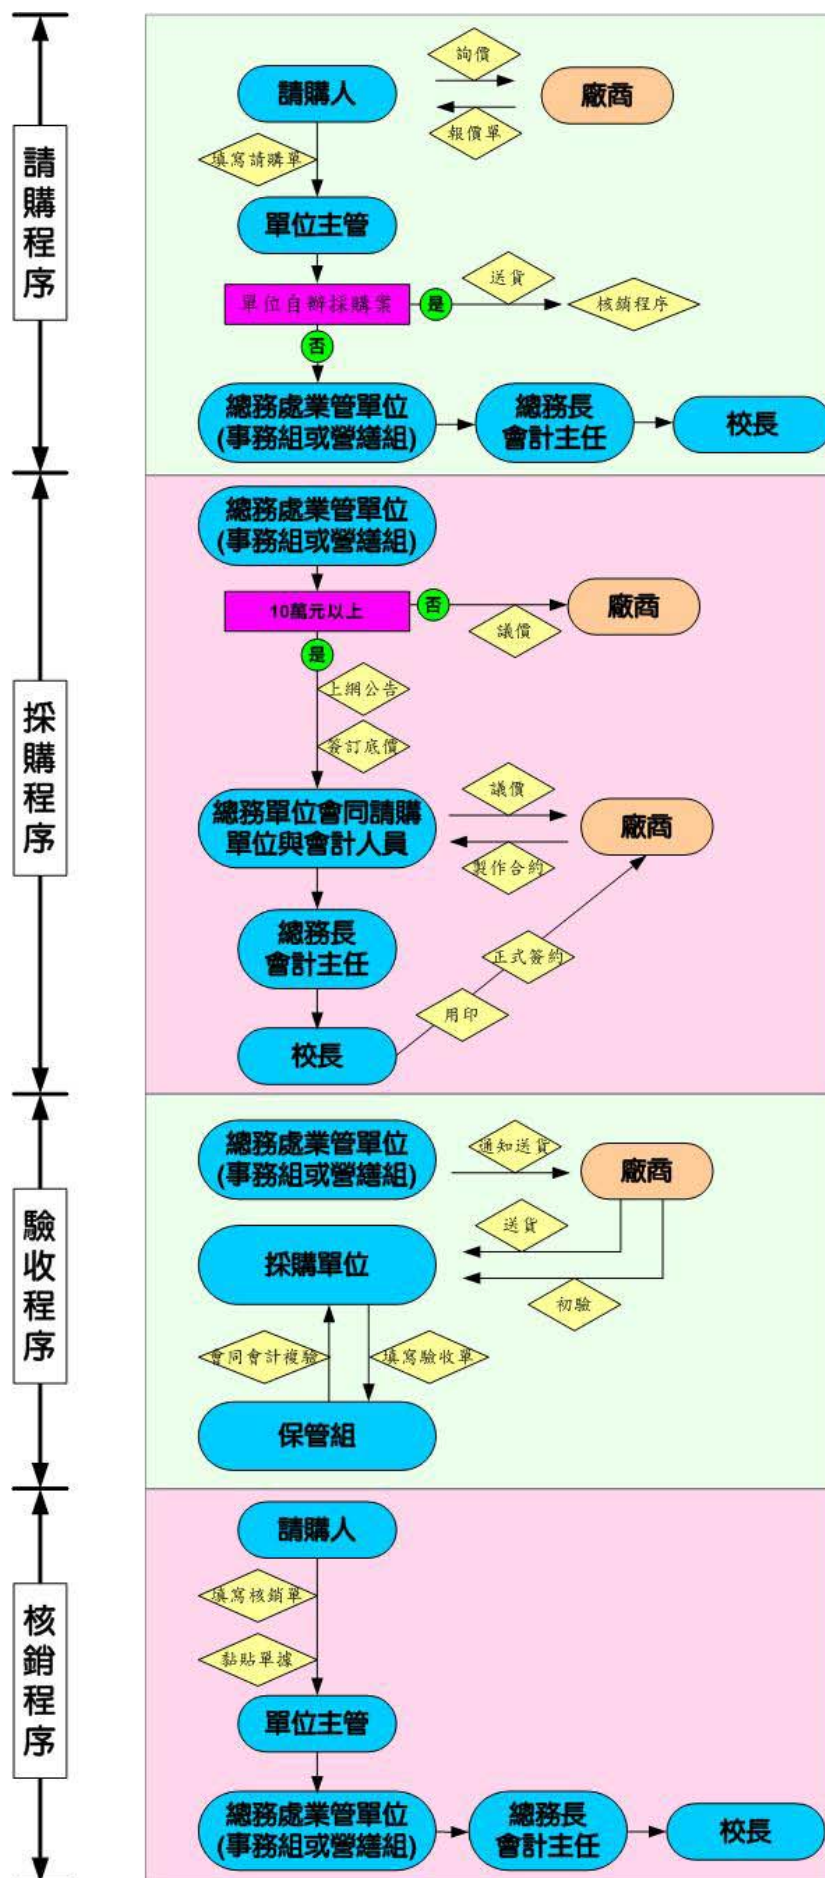 請購程序
詢價
請購人
廠商
報價單
填寫請購單
單位主管
送貨
單位自辦採購案
是
核銷程序
否
總務處業管單位
(事務組或營繕組)
總務長
會計主任
校長
採購程序
總務處業管單位
(事務組或營繕組)
10萬元以上
否
廠商
議價
是
上網公告
簽訂底價
總務單位會同請購
單位與會計人員
議價
廠商
製作合約
總務長
會計主任
正式簽約
用印
校長
驗收程序
總務處業管單位
(事務組或營繕組)
通知送貨
廠商
送貨
採購單位
初驗
會同會計複驗
填寫驗收單
保管組
核銷程序
請購人
填寫核銷單
黏貼單據
單位主管
總務處業管單位
(事務組或營繕組)
總務長
會計主任
校長